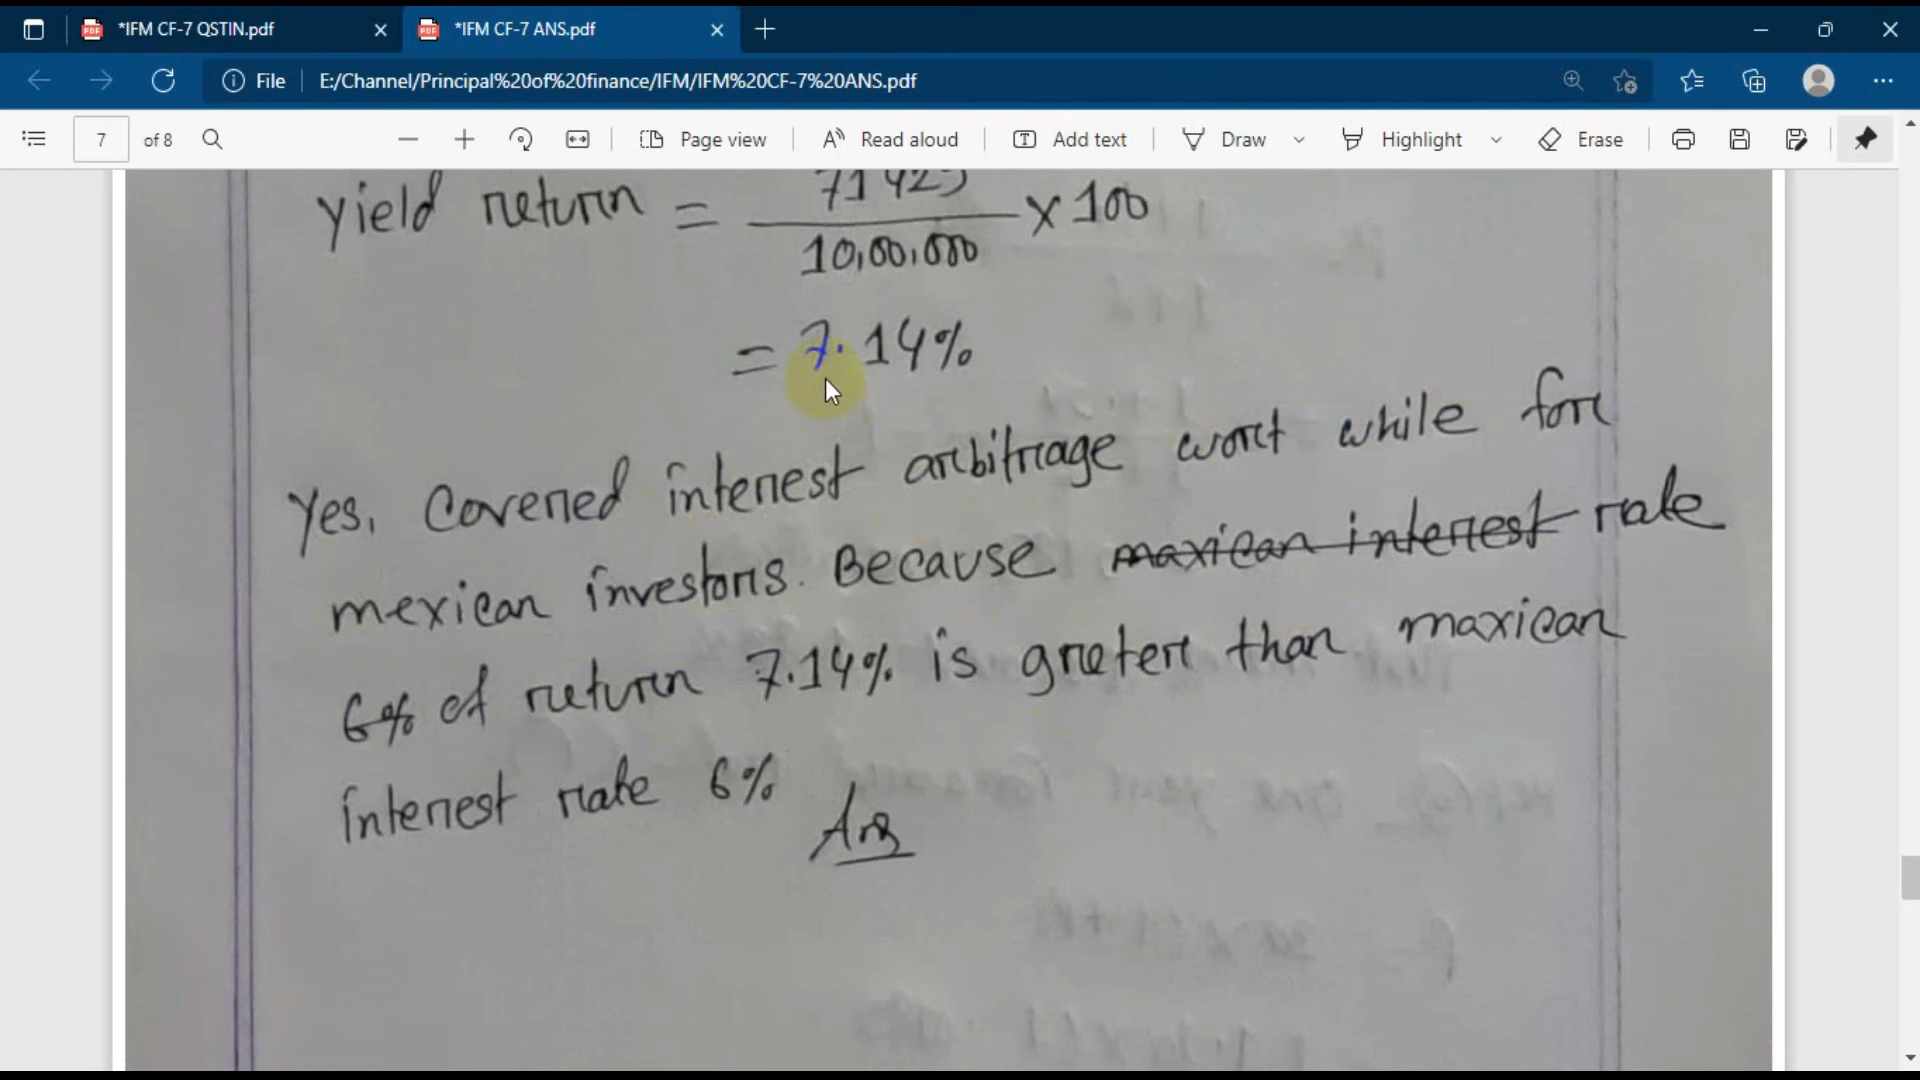 *IFM CF-7 QSTIN.pdf
*IFM CF-7 ANS.pdf
File
E:/Channel/Principal%20of%20finance/IFM/IFM%20CF-7%20ANS.pdf
7 of 8
Page view
Read aloud
Add text
Draw
Highlight
Erase
yield return = 71429 / 10,00,000 × 100
= 7.14%
Yes, Covered interest arbitrage wort while for
mexican investors. Because maxican interest rate
6% of return 7.14% is greter than maxican
interest rate 6%
Ans